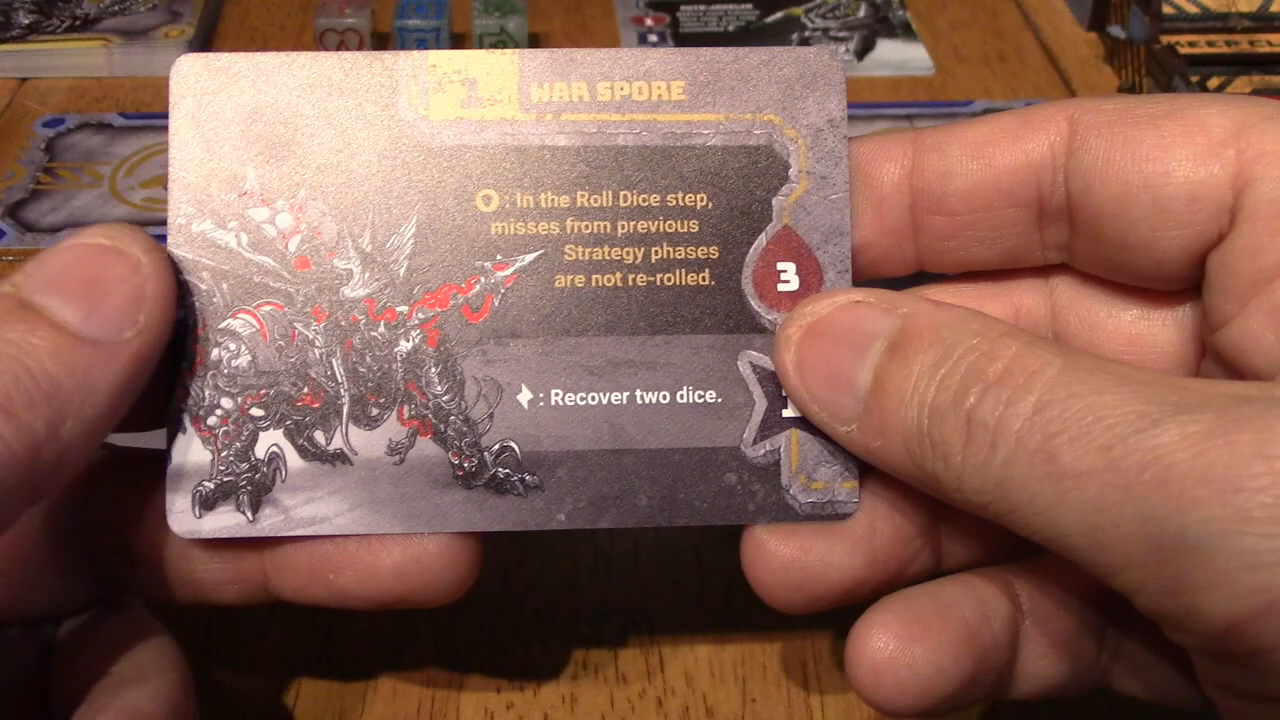 WAR SPORE
: In the Roll Dice step,
misses from previous
Strategy phases
are not re-rolled.
3
: Recover two dice.